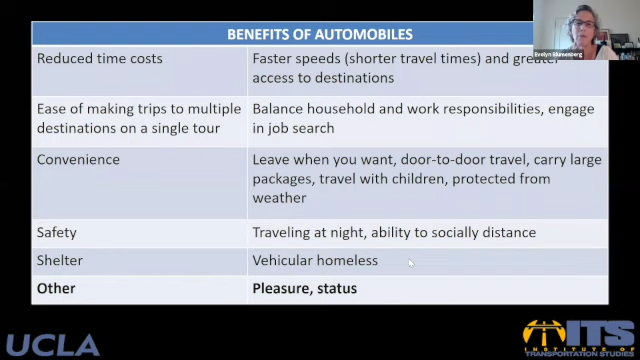 Evelyn Blumenberg
BENEFITS OF AUTOMOBILES
Reduced time costs
Faster speeds (shorter travel times) and greater
access to destinations
Ease of making trips to multiple
destinations on a single tour
Balance household and work responsibilities, engage
in job search
Convenience
Leave when you want, door-to-door travel, carry large
packages, travel with children, protected from
weather
Safety
Traveling at night, ability to socially distance
Shelter
Vehicular homeless
Other
Pleasure, status
UCLA
ITS
INSTITUTE OF
TRANSPORTATION STUDIES